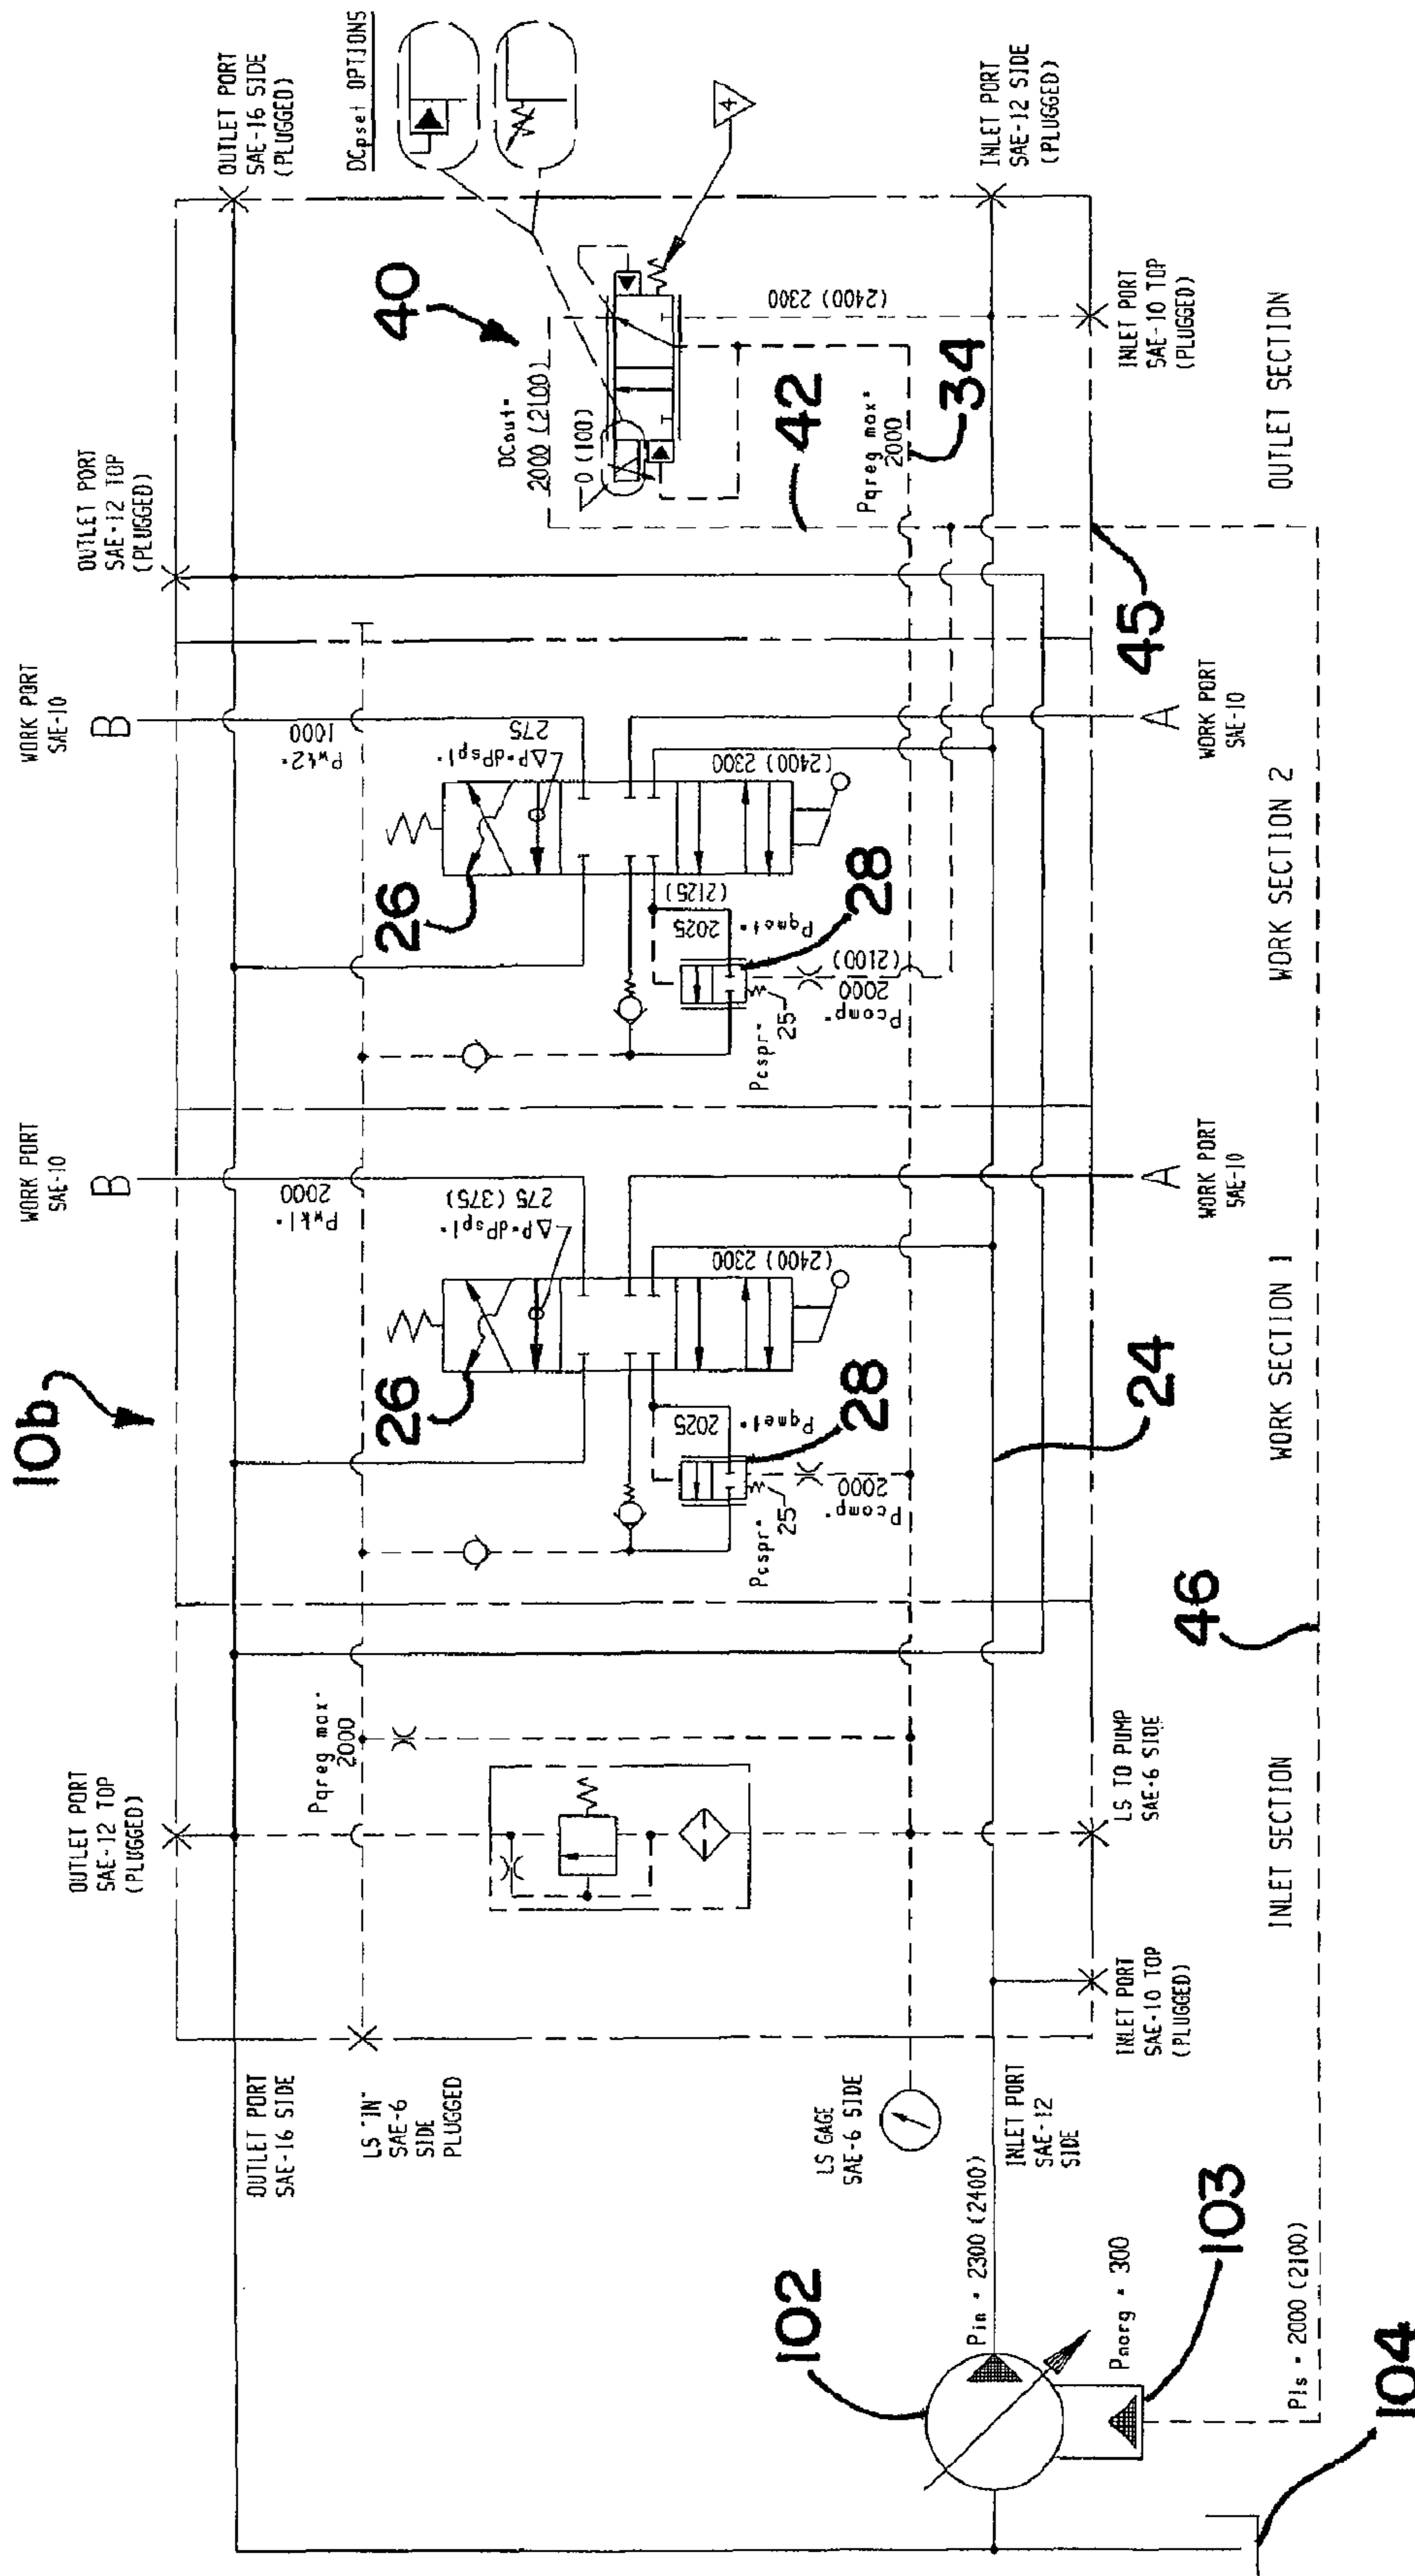 10b
OUTLET PORT
SAE-16 SIDE
LS "IN"
SAE-6
SIDE
PLUGGED
LS GAGE
SAE-6 SIDE
INLET PORT
SAE-12
SIDE
INLET PORT
SAE-10 TOP
(PLUGGED)
102
Pin = 2300 (2400)
Pmarg = 300
103
Pls = 2000 (2100)
104
OUTLET PORT
SAE-12 TOP
(PLUGGED)
Pqreg max=
2000
LS TO PUMP
SAE-6 SIDE
INLET SECTION
46
WORK PORT
SAE-10
B
Pwk1=
2000
ΔP=dPspl=
275 (375)
26
(2400) 2300
2025
Pqmet=
28
Pcspr=
25
2000
Pcomp=
A
WORK PORT
SAE-10
24
WORK SECTION 1
WORK PORT
SAE-10
B
Pwk2=
1000
ΔP=dPspl=
275
26
(2400) 2300
(2125)
2025
Pqmet=
28
Pcspr=
25
(2100)
2000
Pcomp=
A
WORK PORT
SAE-10
WORK SECTION 2
OUTLET PORT
SAE-12 TOP
(PLUGGED)
OUTLET PORT
SAE-16 SIDE
(PLUGGED)
DCpset OPTIONS
40
DCout=
2000 (2100)
0 (100)
4
(2400) 2300
42
Pqreg max=
2000
34
45
INLET PORT
SAE-12 SIDE
(PLUGGED)
INLET PORT
SAE-10 TOP
(PLUGGED)
OUTLET SECTION